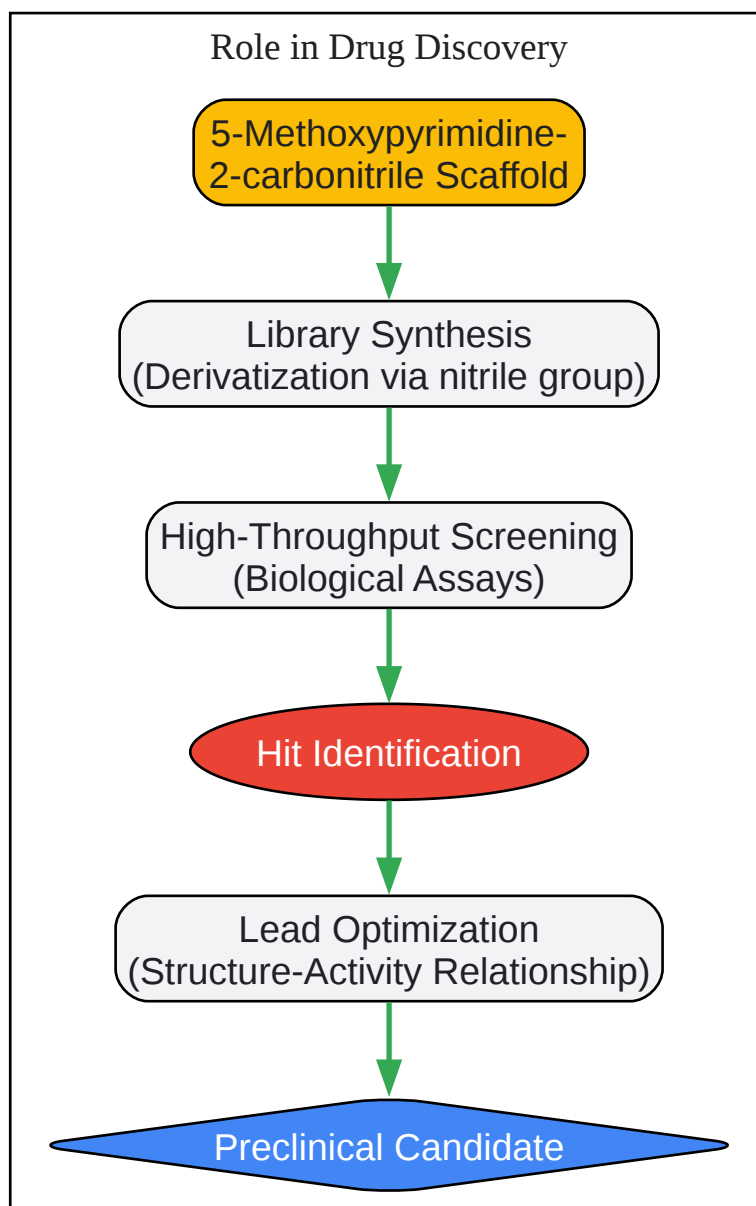 Role in Drug Discovery
5-Methoxypyrimidine-
2-carbonitrile Scaffold
Library Synthesis
(Derivatization via nitrile group)
High-Throughput Screening
(Biological Assays)
Hit Identification
Lead Optimization
(Structure-Activity Relationship)
Preclinical Candidate